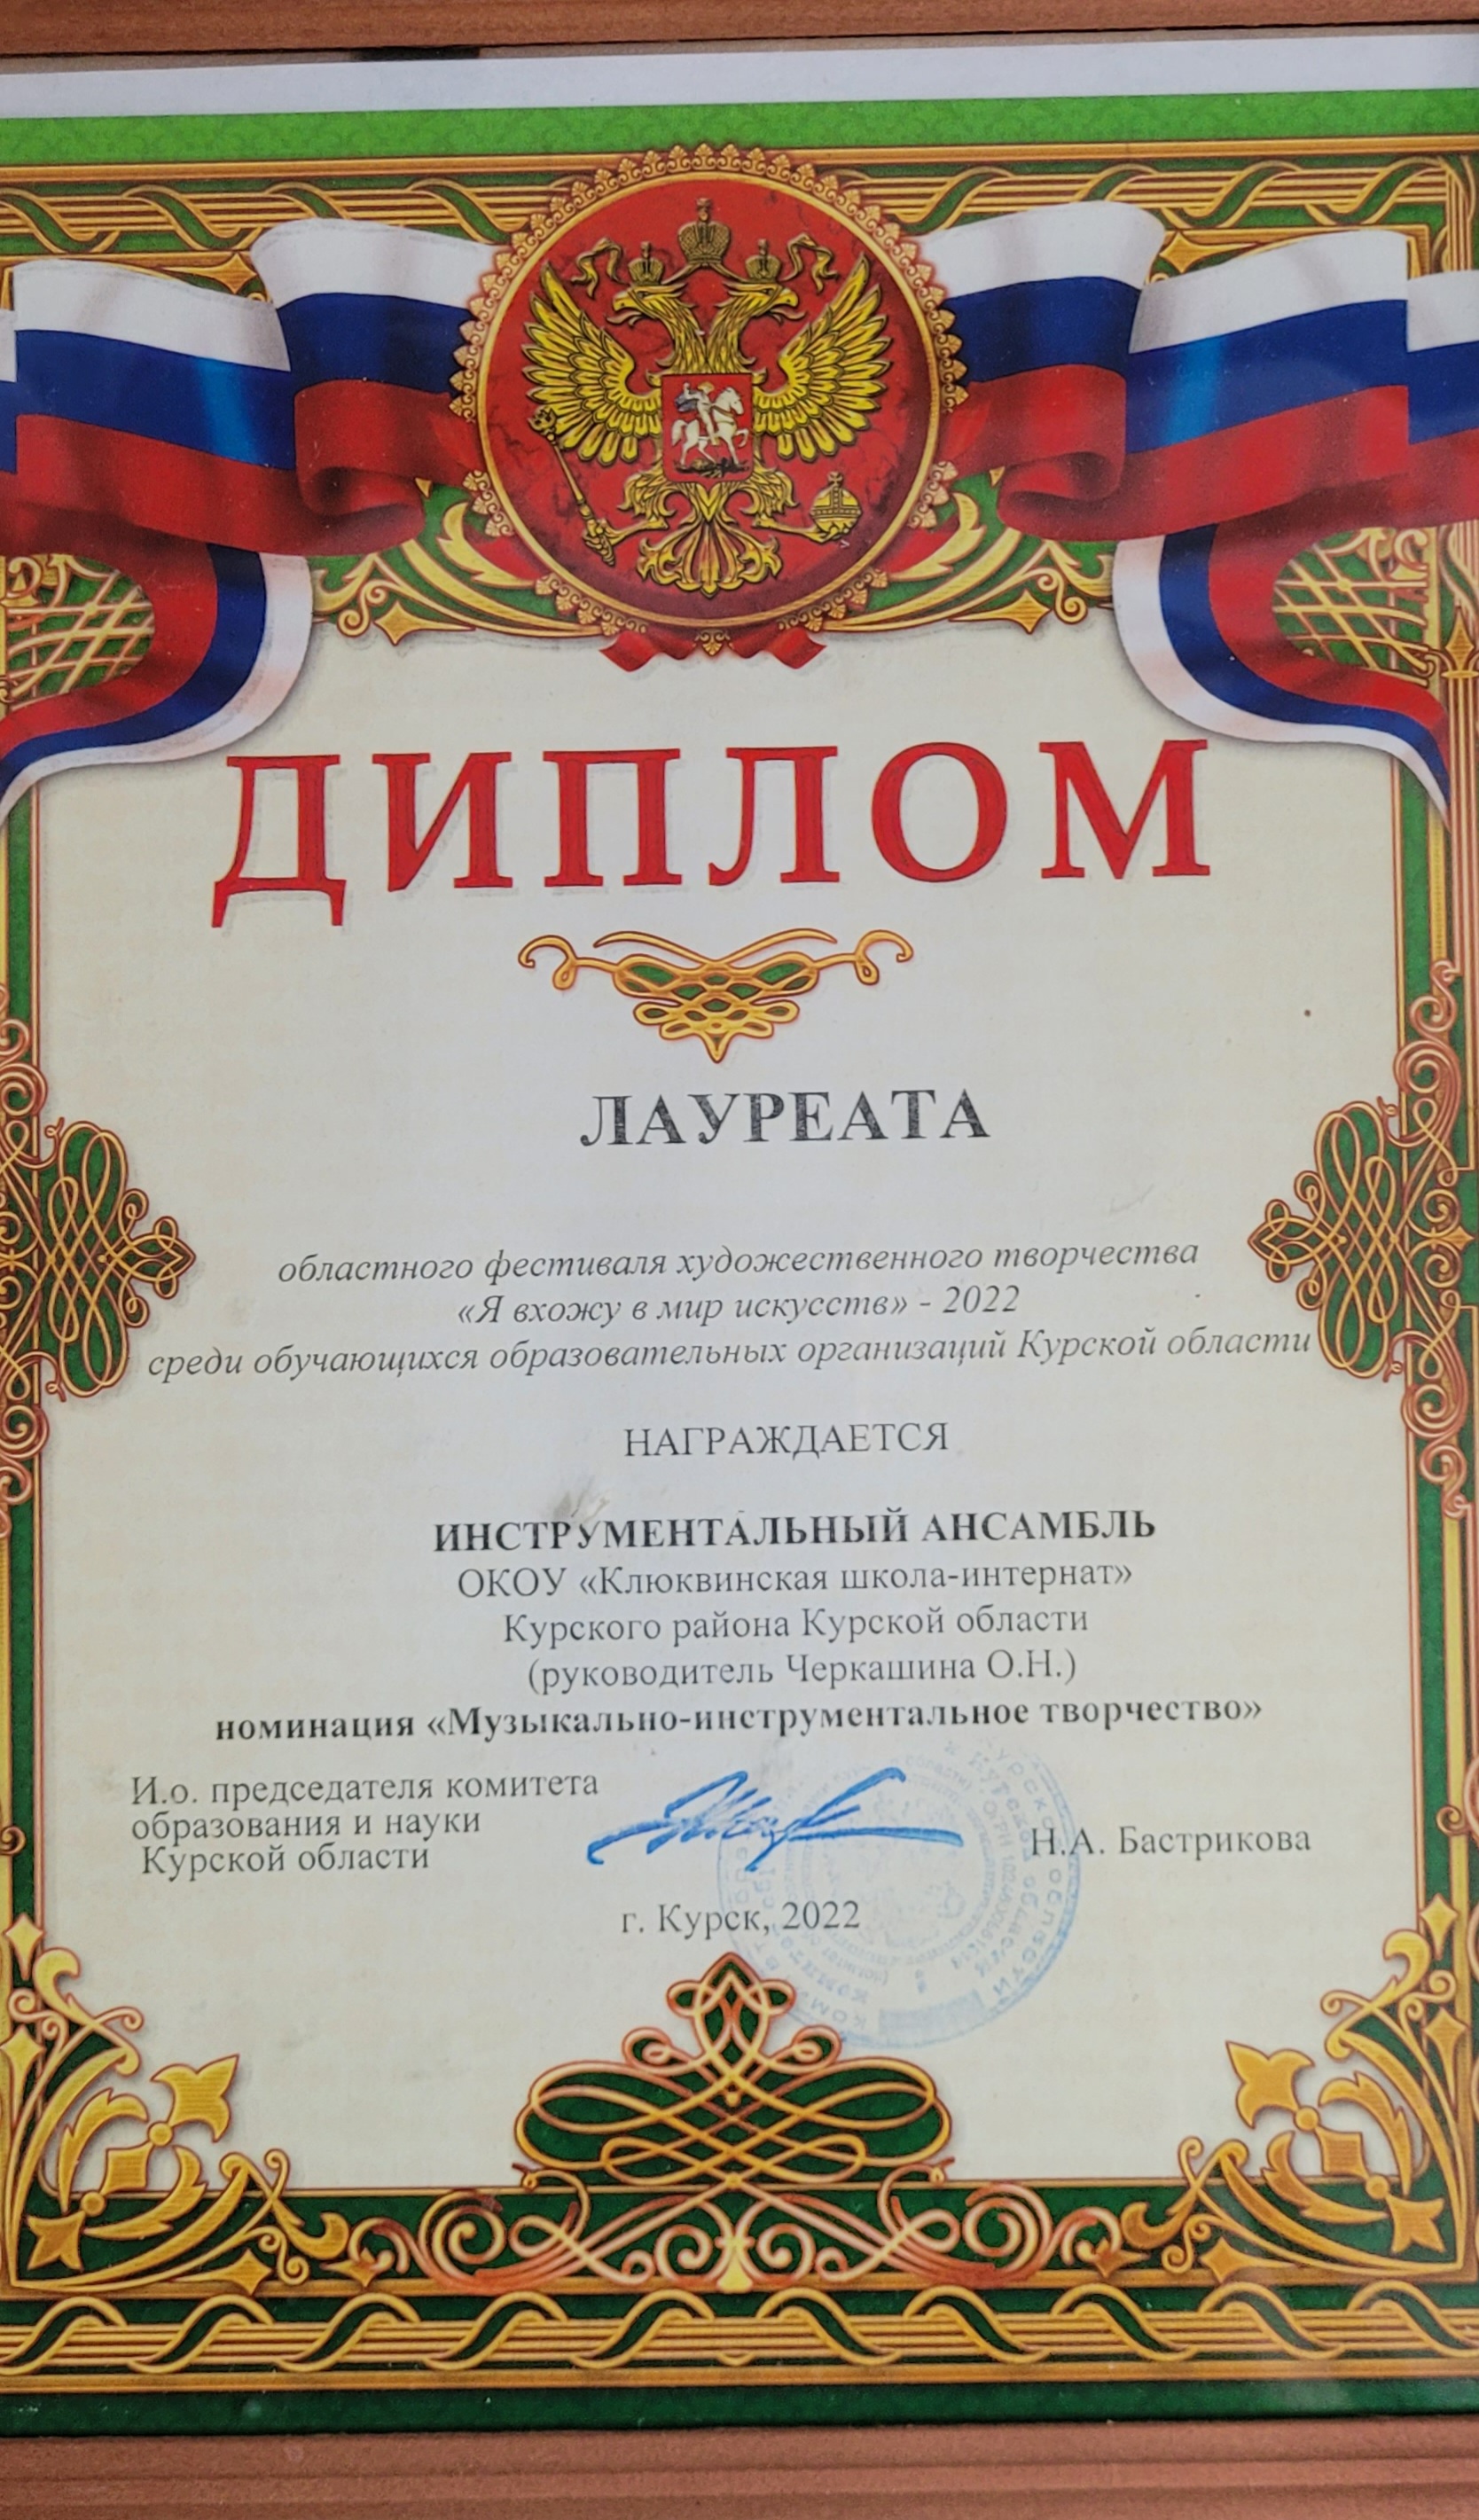 ДИПЛОМ
ЛАУРЕАТА
областного фестиваля художественного творчества
«Я вхожу в мир искусств» - 2022
среди обучающихся образовательных организаций Курской области
НАГРАЖДАЕТСЯ
ИНСТРУМЕНТАЛЬНЫЙ АНСАМБЛЬ
ОКОУ «Клюквинская школа-интернат»
Курского района Курской области
(руководитель Черкашина О.Н.)
номинация «Музыкально-инструментальное творчество»
И.о. председателя комитета
образования и науки
Курской области
Н.А. Бастрикова
г. Курск, 2022